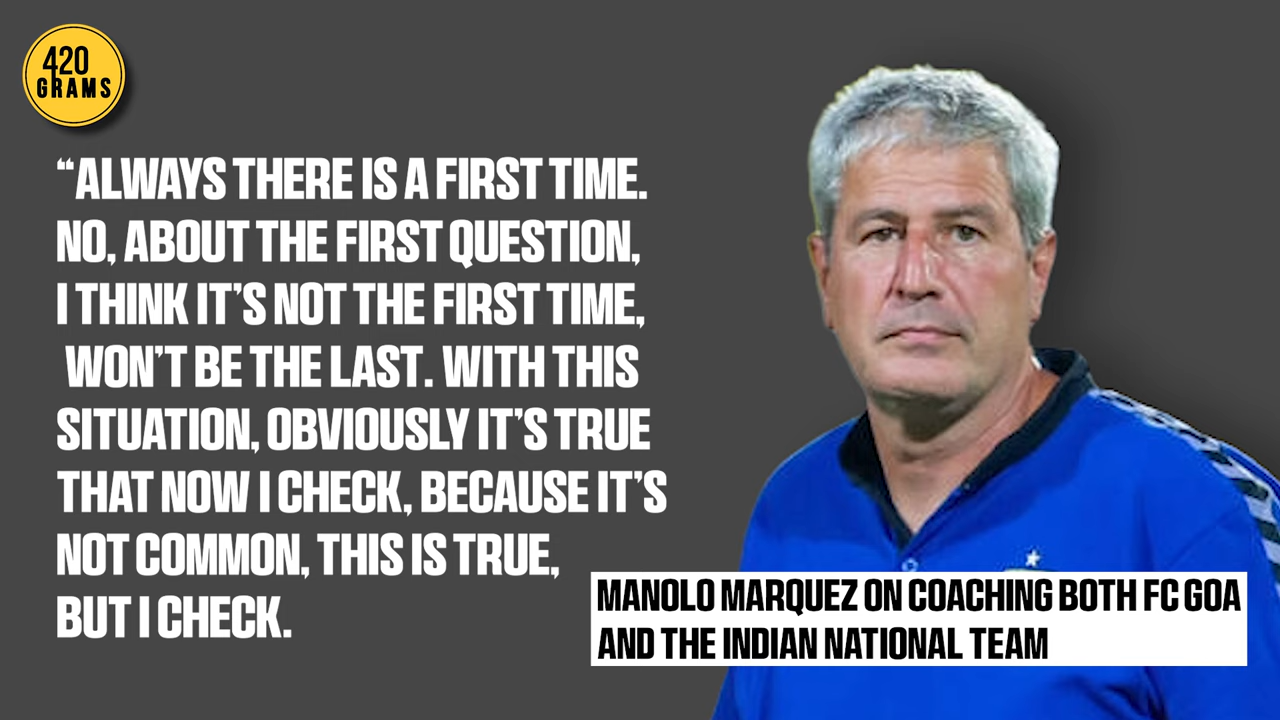 420
GRAMS
“ALWAYS THERE IS A FIRST TIME.
NO, ABOUT THE FIRST QUESTION,
I THINK IT’S NOT THE FIRST TIME,
WON’T BE THE LAST. WITH THIS
SITUATION, OBVIOUSLY IT’S TRUE
THAT NOW I CHECK, BECAUSE IT’S
NOT COMMON, THIS IS TRUE,
BUT I CHECK.
MANOLO MARQUEZ ON COACHING BOTH FC GOA
AND THE INDIAN NATIONAL TEAM